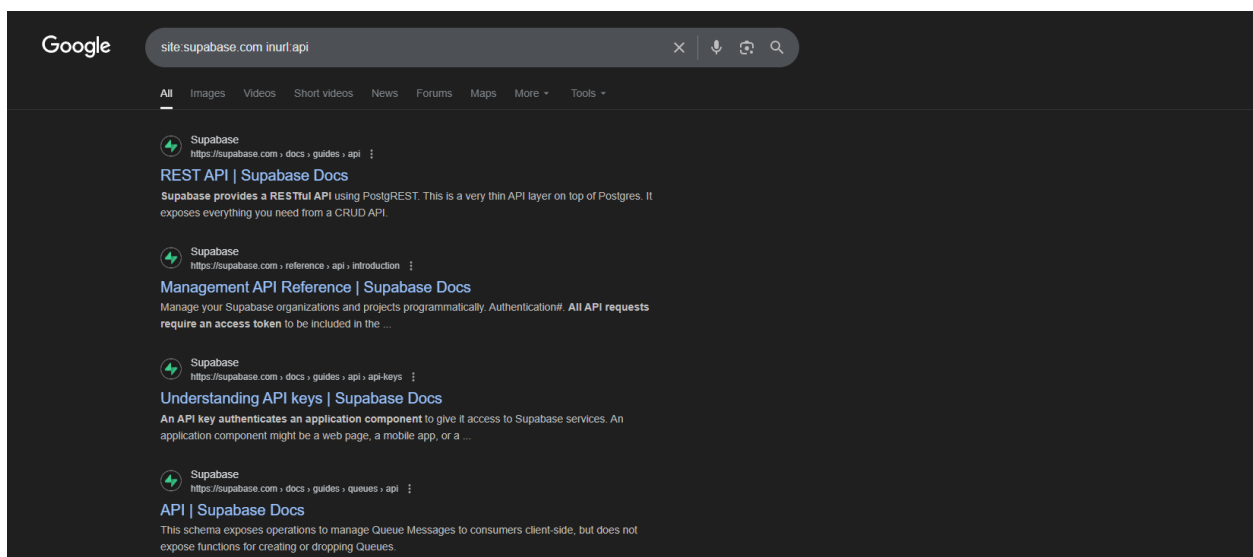 Google
site:supabase.com inurl:api
All Images Videos Short videos News Forums Maps More Tools
Supabase
https://supabase.com › docs › guides › api
REST API | Supabase Docs
Supabase provides a RESTful API using PostgREST. This is a very thin API layer on top of Postgres. It
exposes everything you need from a CRUD API.
Supabase
https://supabase.com › reference › api › introduction
Management API Reference | Supabase Docs
Manage your Supabase organizations and projects programmatically. Authentication#. All API requests
require an access token to be included in the ...
Supabase
https://supabase.com › docs › guides › api › api-keys
Understanding API keys | Supabase Docs
An API key authenticates an application component to give it access to Supabase services. An
application component might be a web page, a mobile app, or a ...
Supabase
https://supabase.com › docs › guides › queues › api
API | Supabase Docs
This schema exposes operations to manage Queue Messages to consumers client-side, but does not
expose functions for creating or dropping Queues.